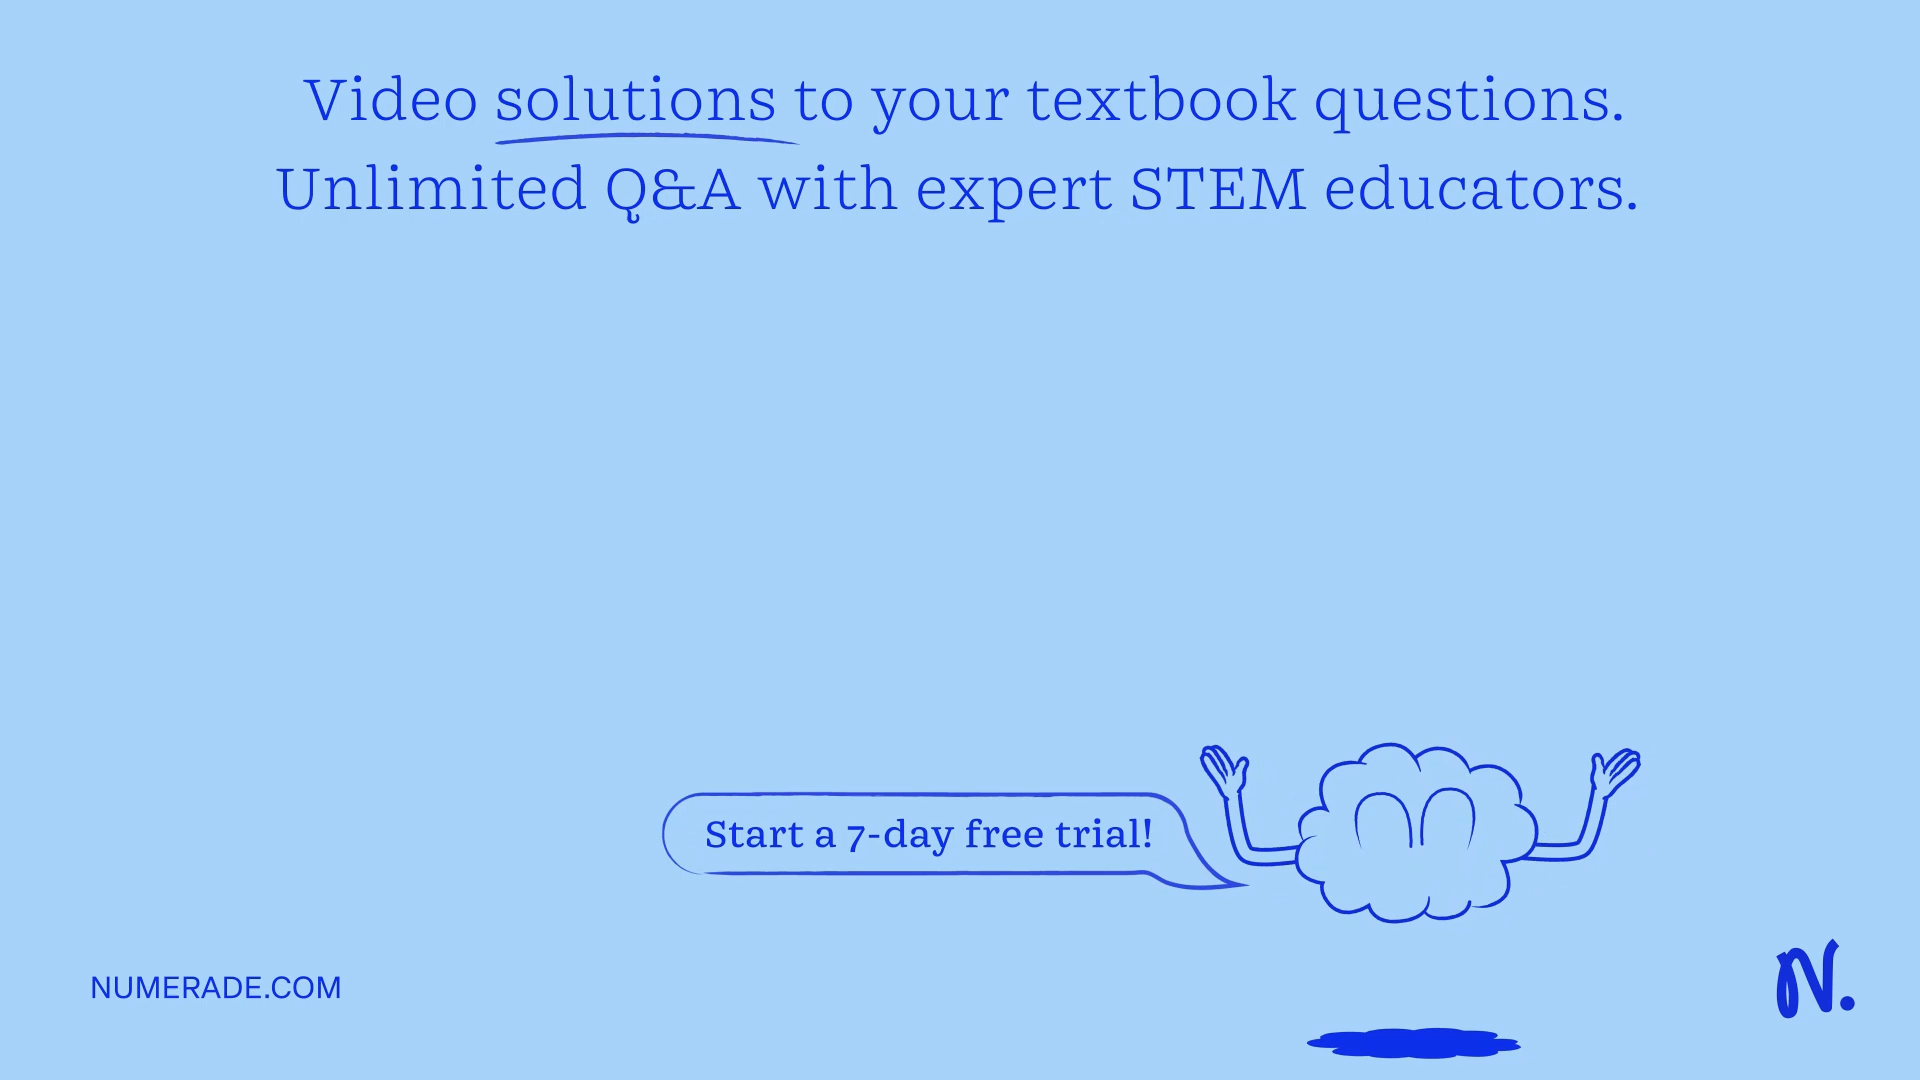 Video solutions to your textbook questions.
Unlimited Q&A with expert STEM educators.
Start a 7-day free trial!
NUMERADE.COM
N.